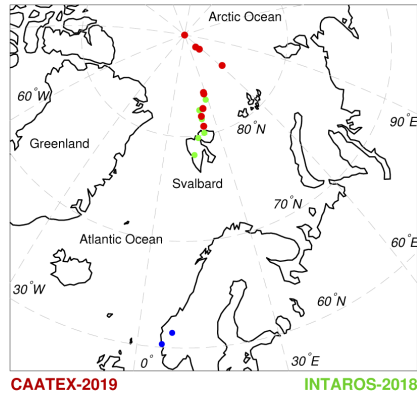 Arctic Ocean
60°W
80°N
90°E
Greenland
Svalbard
70°N
Atlantic Ocean
60°E
30°W
60°N
0°
30°E
CAATEX-2019
INTAROS-2018